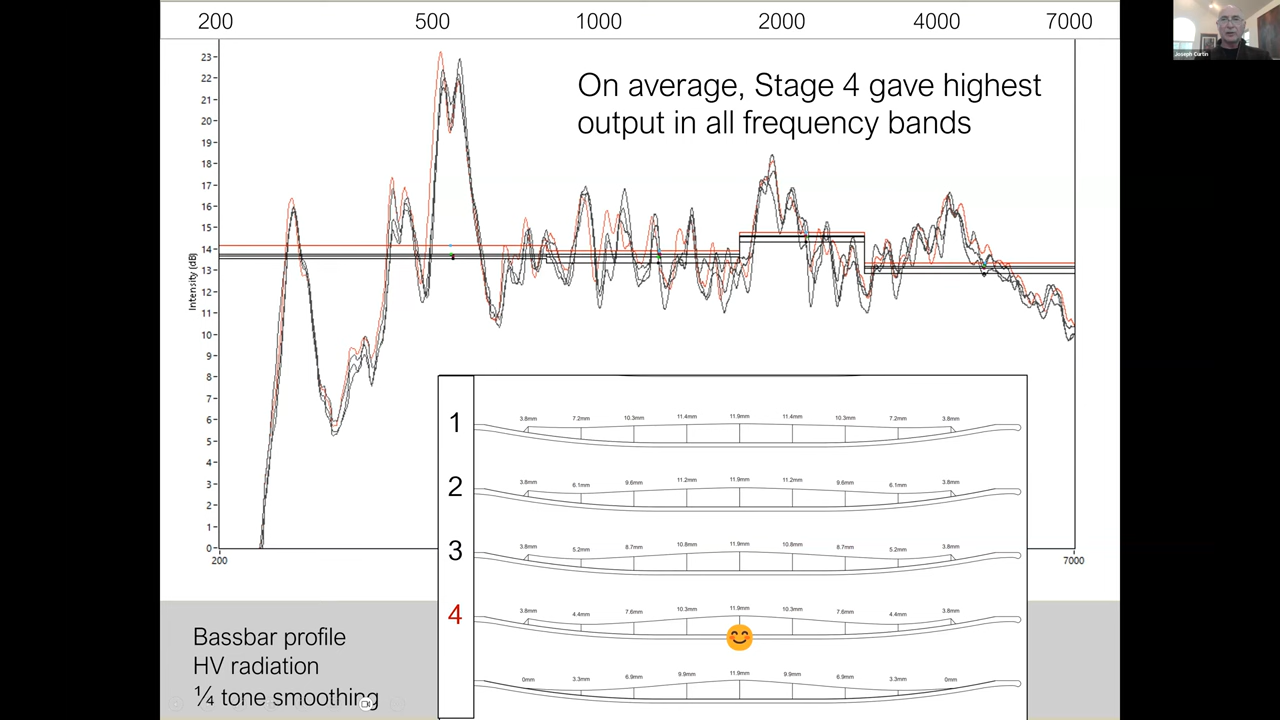 200 500 1000 2000 4000 7000
Joseph Curtin
On average, Stage 4 gave highest
output in all frequency bands
Intensity (dB)
23
22
21
20
19
18
17
16
15
14
13
12
11
10
9
8
7
6
5
4
3
2
1
0
200 7000
1 3.8mm 7.2mm 10.3mm 11.4mm 11.9mm 11.4mm 10.3mm 7.2mm 3.8mm
2 3.8mm 6.1mm 9.6mm 11.2mm 11.9mm 11.2mm 9.6mm 6.1mm 3.8mm
3 3.8mm 5.2mm 8.7mm 10.8mm 11.9mm 10.8mm 8.7mm 5.2mm 3.8mm
4 3.8mm 4.4mm 7.6mm 10.3mm 11.9mm 10.3mm 7.6mm 4.4mm 3.8mm
0mm 3.3mm 6.9mm 9.9mm 11.9mm 9.9mm 6.9mm 3.3mm 0mm
Bassbar profile
HV radiation
¼ tone smoothing